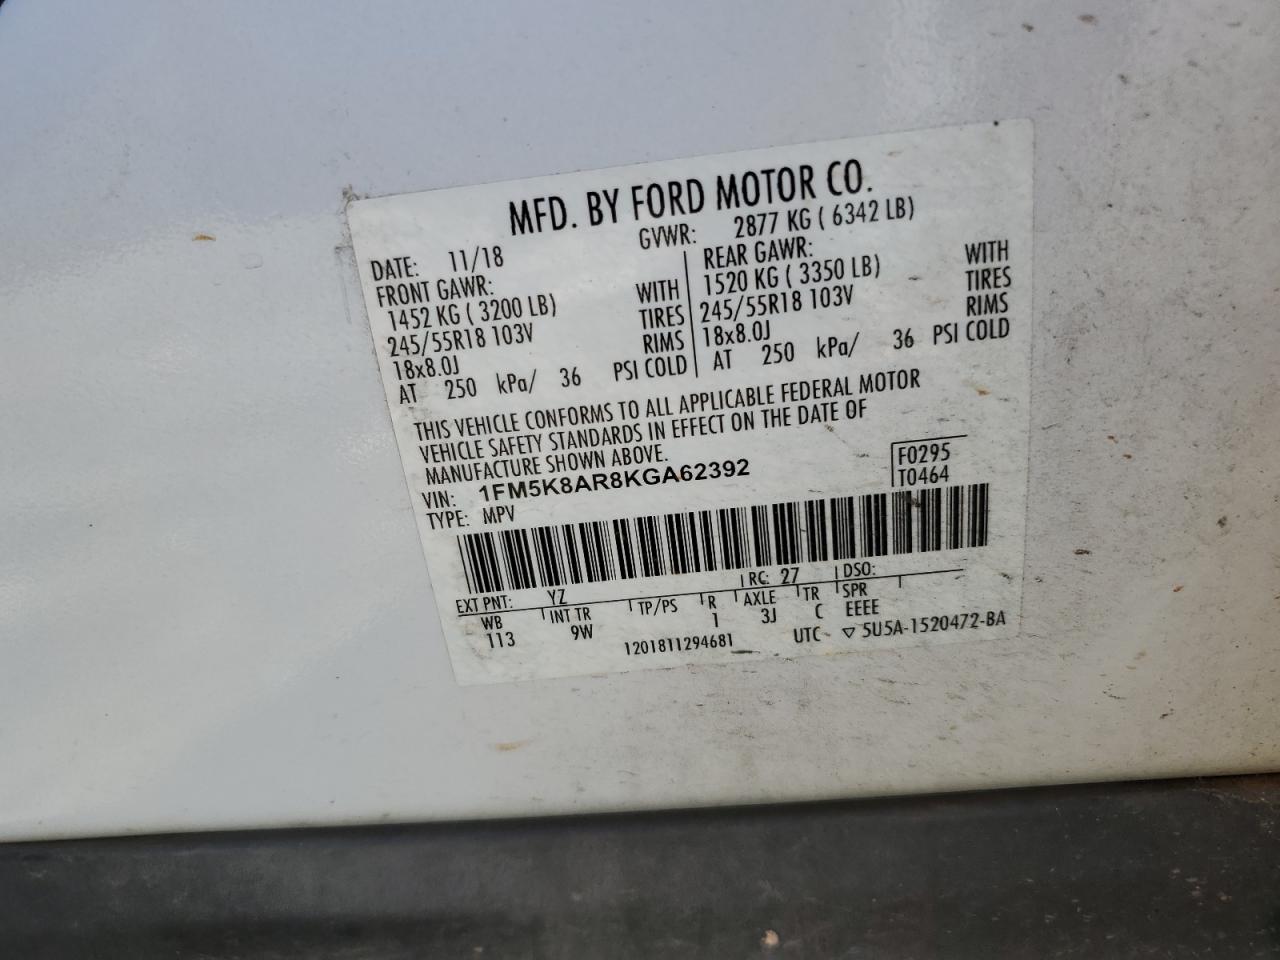 MFD. BY FORD MOTOR CO.
DATE: 11/18 GVWR: 2877 KG ( 6342 LB)
FRONT GAWR: REAR GAWR:
1452 KG ( 3200 LB) WITH 1520 KG ( 3350 LB) WITH
245/55R18 103V TIRES 245/55R18 103V TIRES
18x8.0J RIMS 18x8.0J RIMS
AT 250 kPa/ 36 PSI COLD AT 250 kPa/ 36 PSI COLD
THIS VEHICLE CONFORMS TO ALL APPLICABLE FEDERAL MOTOR
VEHICLE SAFETY STANDARDS IN EFFECT ON THE DATE OF
MANUFACTURE SHOWN ABOVE.
VIN: 1FM5K8AR8KGA62392 F0295
TYPE: MPV T0464
EXT PNT: YZ RC: 27 DSO:
WB INT TR TP/PS R AXLE TR SPR
113 9W 1 3J C EEEE
1201811294681 UTC ▽ 5U5A-1520472-BA